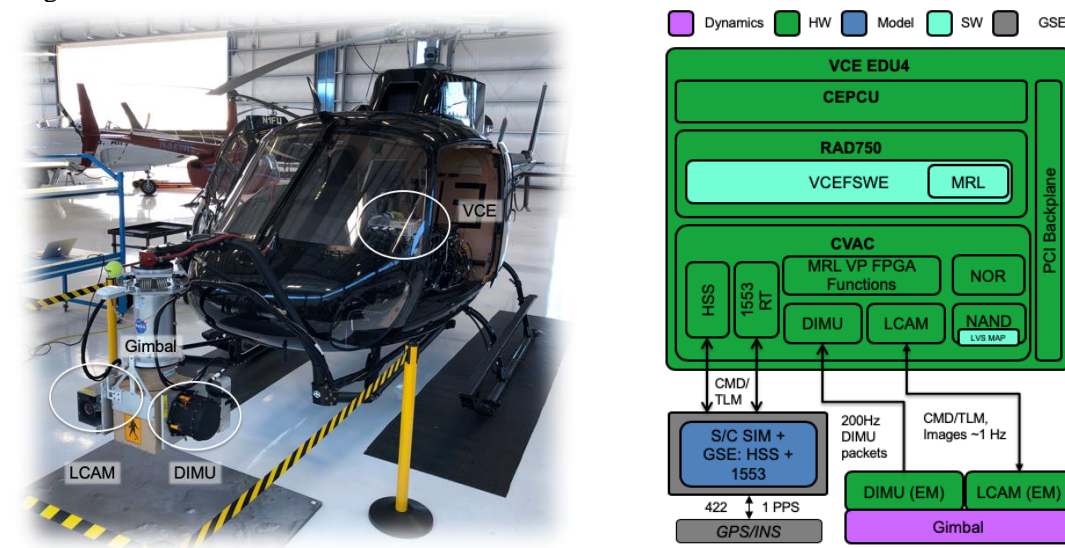 N1FU
VCE
NASA
Gimbal
LCAM
DIMU
Dynamics
HW
Model
SW
GSE
VCE EDU4
CEPCU
RAD750
VCEFSWE
MRL
PCI Backplane
CVAC
HSS
1553
RT
MRL VP FPGA
Functions
NOR
DIMU
LCAM
NAND
LVS MAP
CMD/
TLM
200Hz
DIMU
packets
CMD/TLM,
Images ~1 Hz
S/C SIM +
GSE: HSS +
1553
422
1 PPS
GPS/INS
DIMU (EM)
LCAM (EM)
Gimbal